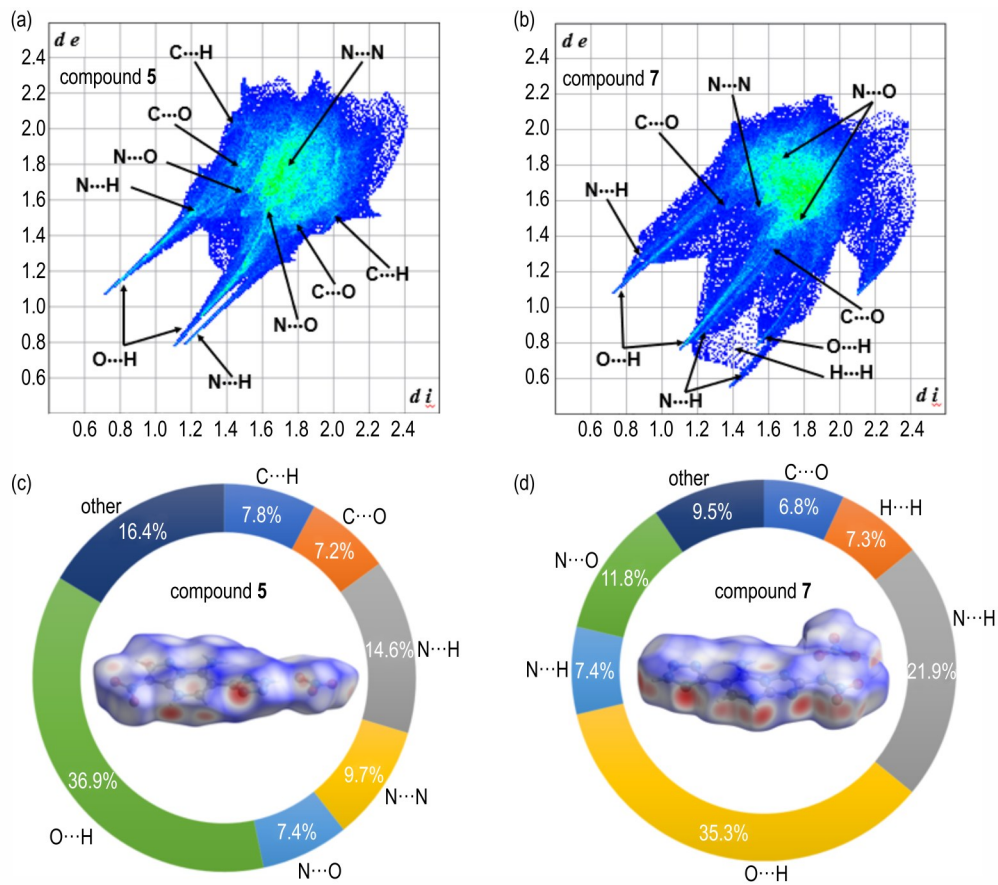 (a)
d e
compound 5
C···H
N···N
C···O
N···O
N···H
O···H
N···H
N···O
C···O
C···H
d i
2.4
2.2
2.0
1.8
1.6
1.4
1.2
1.0
0.8
0.6
0.6 0.8 1.0 1.2 1.4 1.6 1.8 2.0 2.2 2.4
(b)
d e
compound 7
N···N
N···O
C···O
N···H
C···O
O···H
O···H
H···H
N···H
d i
2.4
2.2
2.0
1.8
1.6
1.4
1.2
1.0
0.8
0.6
0.6 0.8 1.0 1.2 1.4 1.6 1.8 2.0 2.2 2.4
(c)
C···H
other
7.8%
16.4%
C···O
7.2%
compound 5
14.6%
N···H
9.7%
N···N
36.9%
7.4%
O···H
N···O
(d)
C···O
other
6.8%
9.5%
H···H
7.3%
N···O
11.8%
compound 7
N···H
N···H
7.4%
21.9%
35.3%
O···H